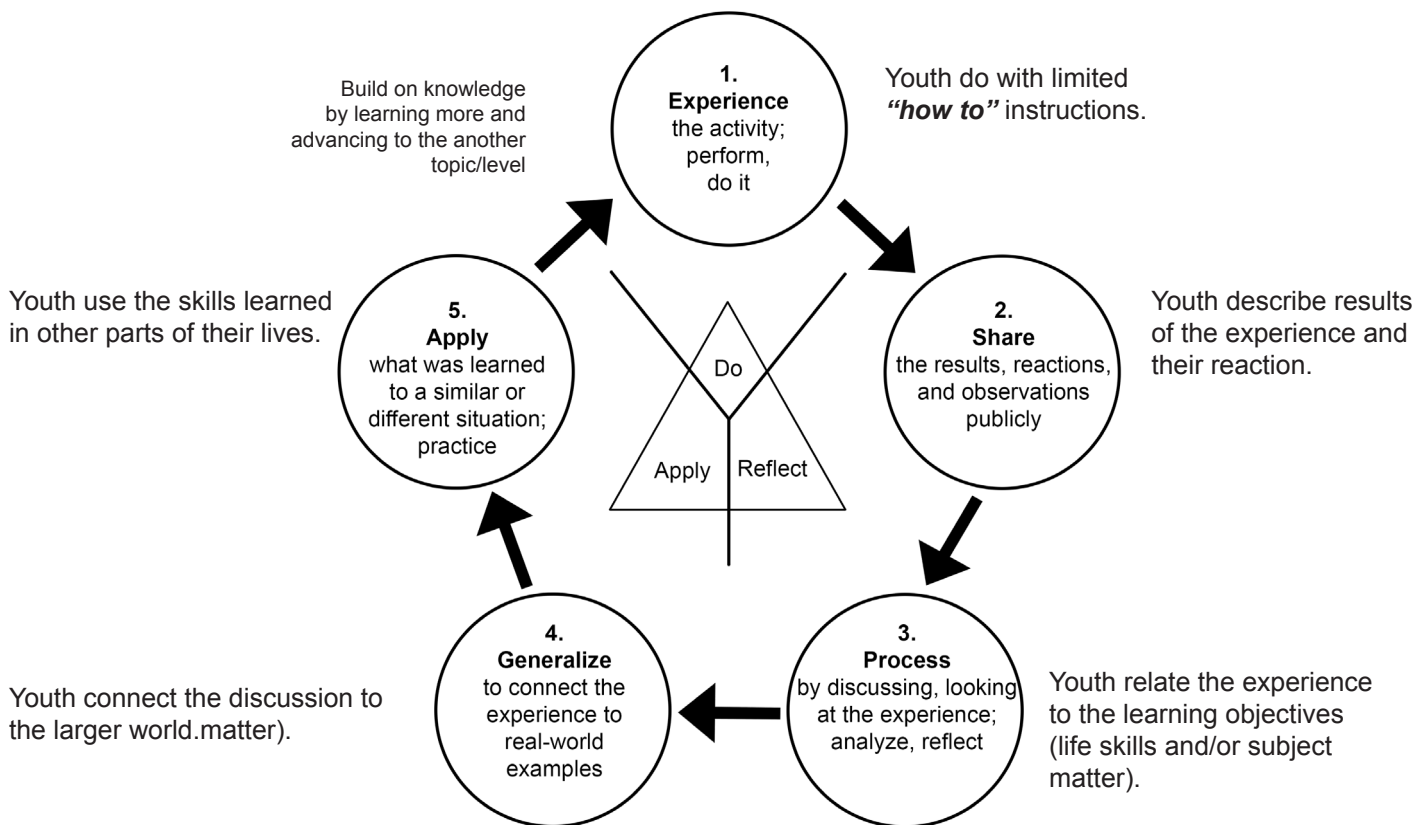 1.
Experience
the activity;
perform,
do it
Youth do with limited
“how to” instructions.
2.
Share
the results, reactions,
and observations
publicly
Youth describe results
of the experience and
their reaction.
3.
Process
by discussing, looking
at the experience;
analyze, reflect
Youth relate the experience
to the learning objectives
(life skills and/or subject
matter).
4.
Generalize
to connect the
experience to
real-world
examples
Youth connect the discussion to
the larger world.matter).
5.
Apply
what was learned
to a similar or
different situation;
practice
Youth use the skills learned
in other parts of their lives.
Build on knowledge
by learning more and
advancing to the another
topic/level
Do
Apply
Reflect